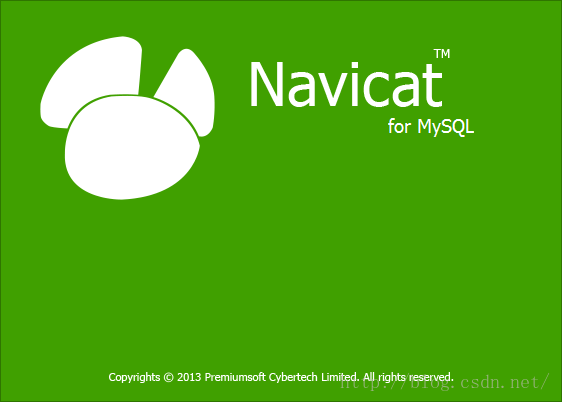 Navicat™
for MySQL
Copyrights © 2013 Premiumsoft Cybertech Limited. All rights reserved.
http://blog.csdn.net/